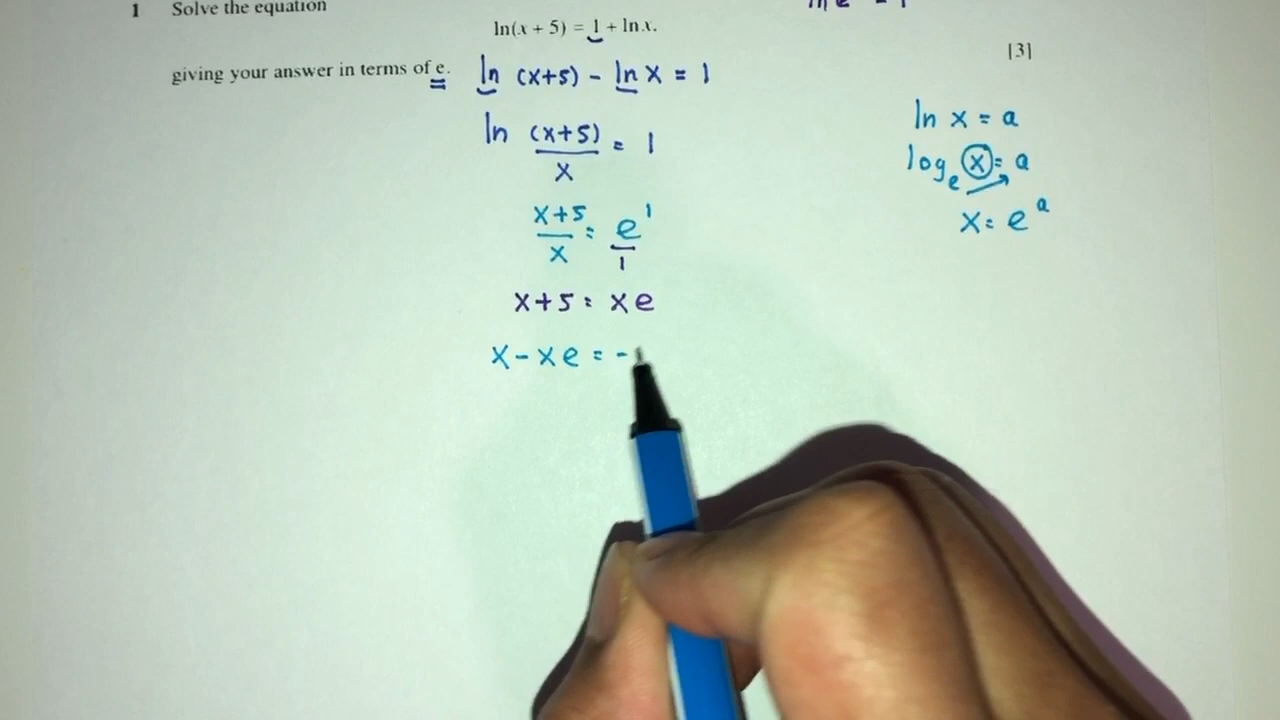 1 Solve the equation
ln(x + 5) = 1 + ln x.
[3]
giving your answer in terms of e.
ln (x+5) - ln x = 1
ln (x+5)/x = 1
x+5/x = e^1/1
x+5 = xe
x - xe = -
ln x = a
log_e x = a
x = e^a